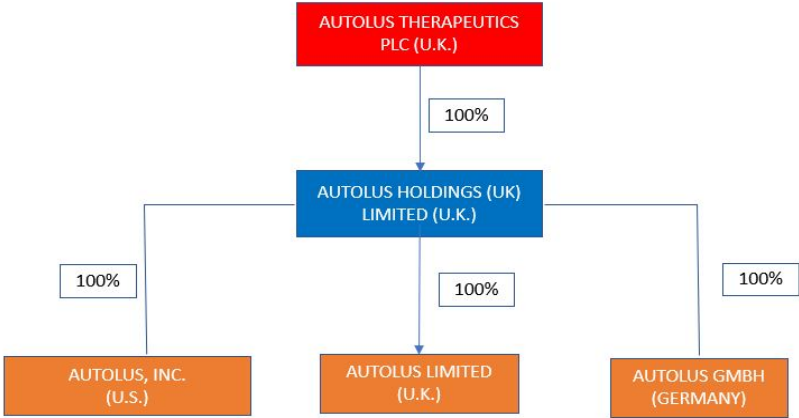 AUTOLUS THERAPEUTICS
PLC (U.K.)
100%
AUTOLUS HOLDINGS (UK)
LIMITED (U.K.)
100%
100%
100%
AUTOLUS, INC.
(U.S.)
AUTOLUS LIMITED
(U.K.)
AUTOLUS GMBH
(GERMANY)